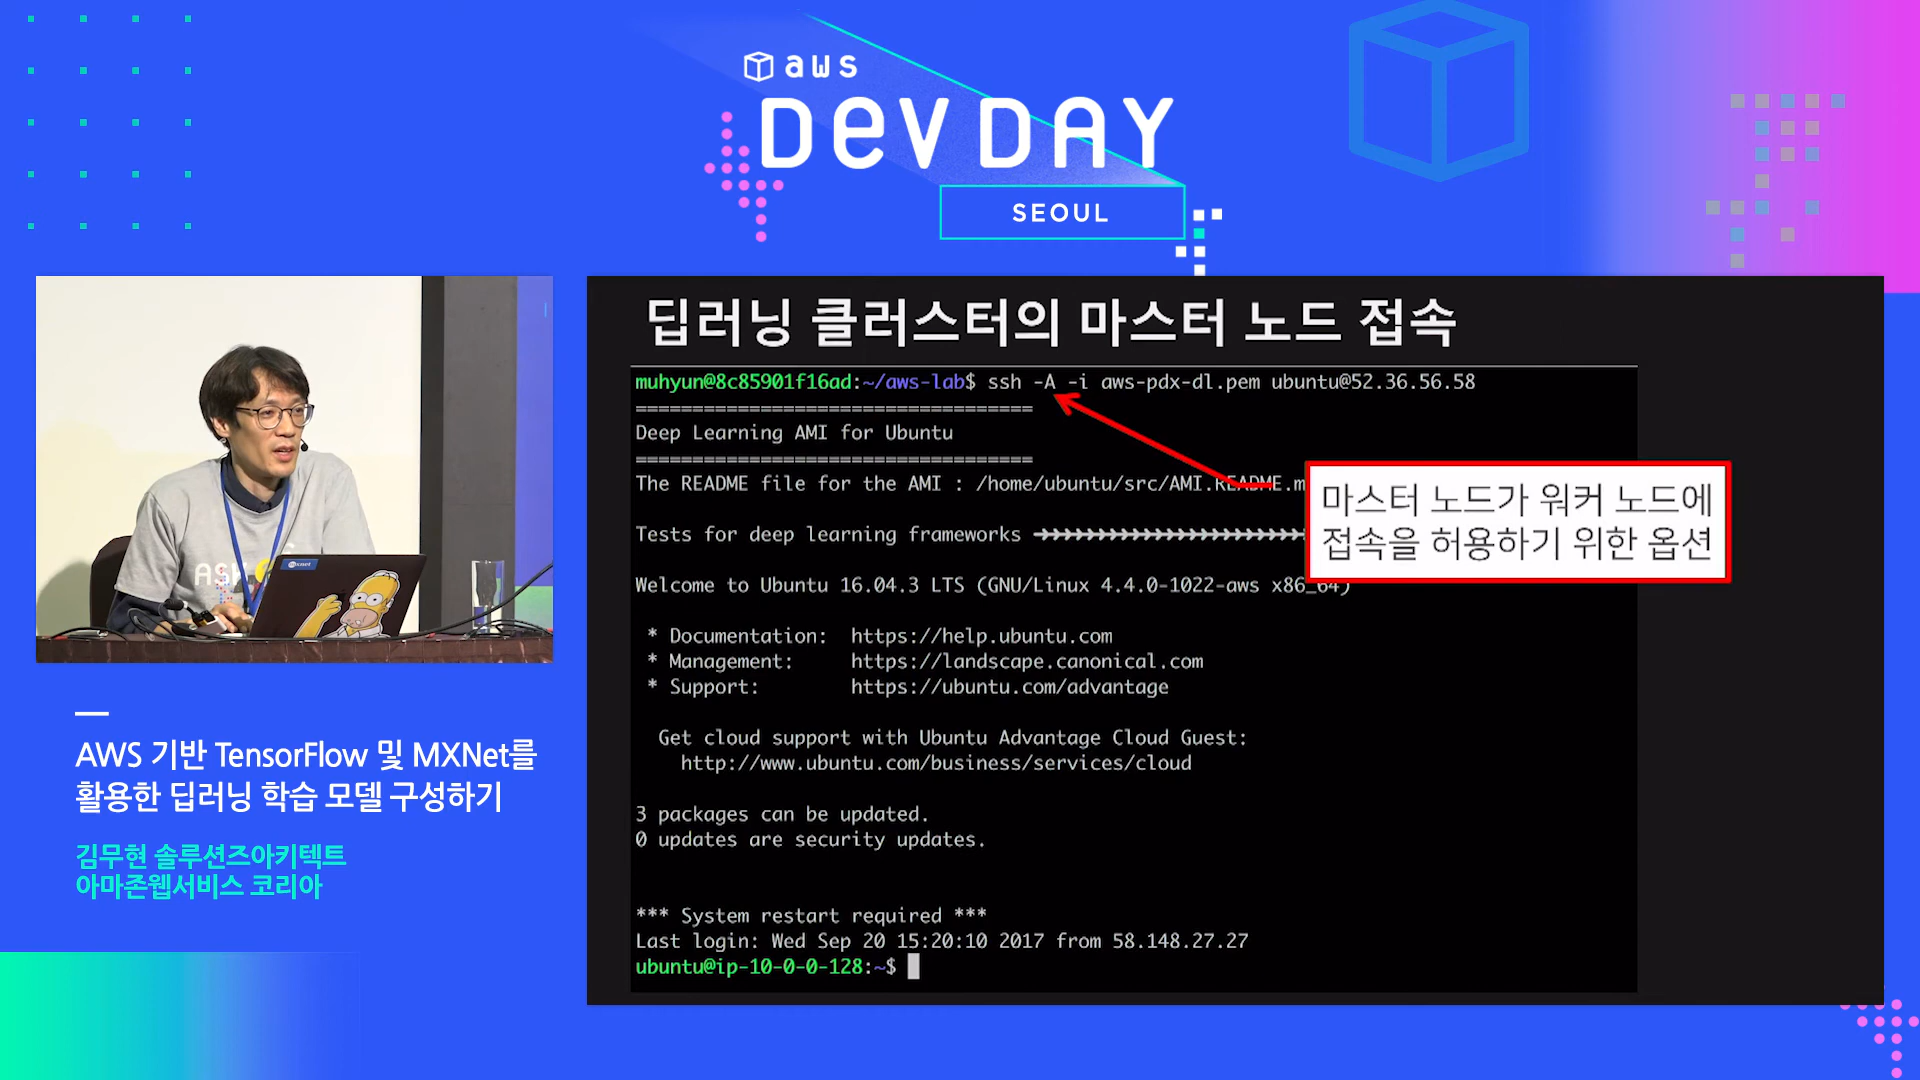 aws
DEV DAY
SEOUL
딥러닝 클러스터의 마스터 노드 접속
muhyun@8c85901f16ad:~/aws-lab$ ssh -A -i aws-pdx-dl.pem ubuntu@52.36.56.58
===================================
Deep Learning AMI for Ubuntu
===================================
The README file for the AMI : /home/ubuntu/src/AMI.README.m
마스터 노드가 워커 노드에
접속을 허용하기 위한 옵션
Tests for deep learning frameworks
Welcome to Ubuntu 16.04.3 LTS (GNU/Linux 4.4.0-1022-aws x86_64)
* Documentation: https://help.ubuntu.com
* Management: https://landscape.canonical.com
* Support: https://ubuntu.com/advantage
Get cloud support with Ubuntu Advantage Cloud Guest:
http://www.ubuntu.com/business/services/cloud
3 packages can be updated.
0 updates are security updates.
*** System restart required ***
Last login: Wed Sep 20 15:20:10 2017 from 58.148.27.27
ubuntu@ip-10-0-0-128:~$
mxnet
ASK
AWS 기반 TensorFlow 및 MXNet를
활용한 딥러닝 학습 모델 구성하기
김무현 솔루션즈아키텍트
아마존웹서비스 코리아